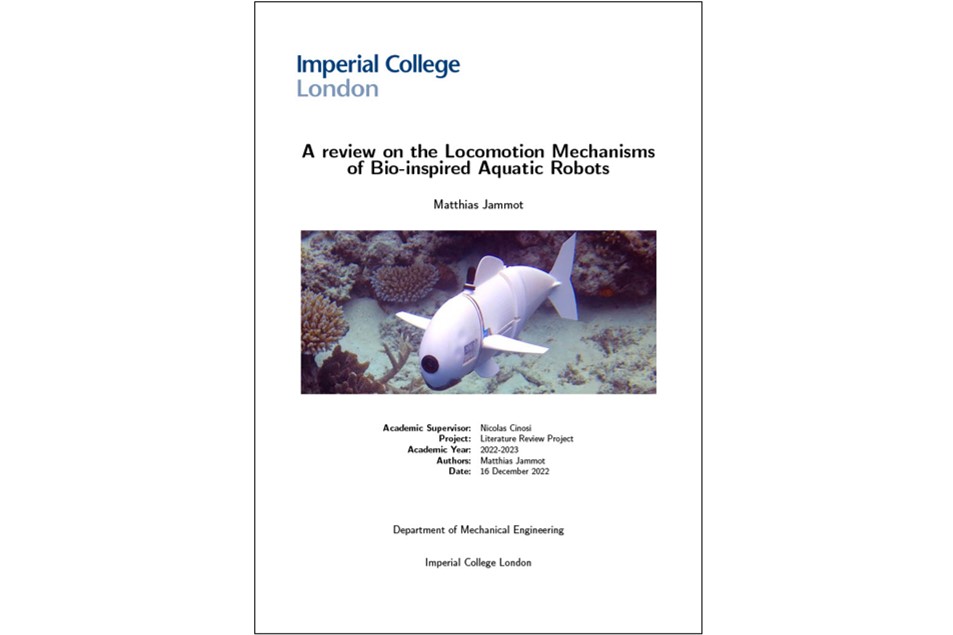 Imperial College
London
A review on the Locomotion Mechanisms
of Bio-inspired Aquatic Robots
Matthias Jammot
Academic Supervisor: Nicolas Cinosi
Project: Literature Review Project
Academic Year: 2022-2023
Authors: Matthias Jammot
Date: 16 December 2022
Department of Mechanical Engineering
Imperial College London